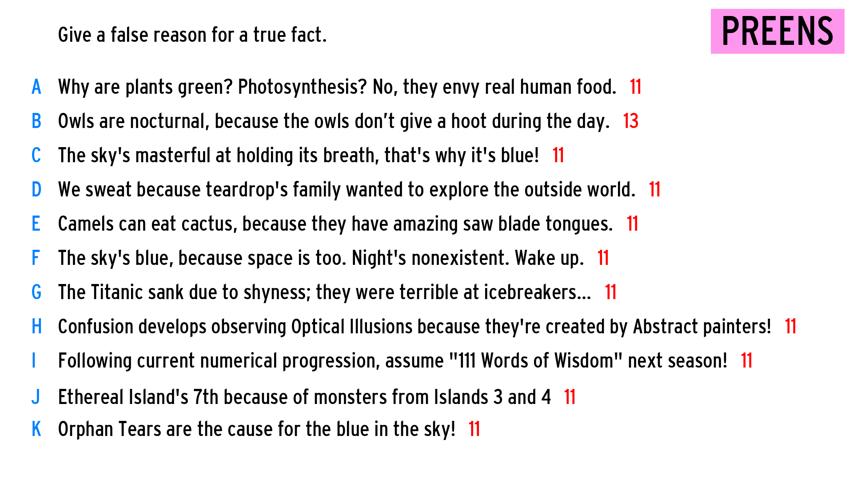 Give a false reason for a true fact.
PREENS
A Why are plants green? Photosynthesis? No, they envy real human food. 11
B Owls are nocturnal, because the owls don’t give a hoot during the day. 13
C The sky's masterful at holding its breath, that's why it's blue! 11
D We sweat because teardrop's family wanted to explore the outside world. 11
E Camels can eat cactus, because they have amazing saw blade tongues. 11
F The sky's blue, because space is too. Night's nonexistent. Wake up. 11
G The Titanic sank due to shyness; they were terrible at icebreakers... 11
H Confusion develops observing Optical Illusions because they're created by Abstract painters! 11
I Following current numerical progression, assume "111 Words of Wisdom" next season! 11
J Ethereal Island's 7th because of monsters from Islands 3 and 4 11
K Orphan Tears are the cause for the blue in the sky! 11